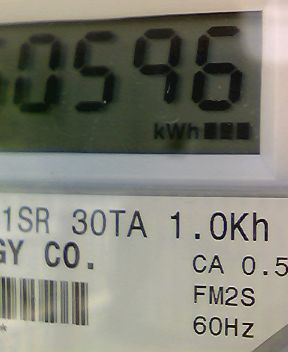 0596
kWh
1SR 30TA 1.0Kh
GY CO.
CA 0.5
FM2S
60Hz